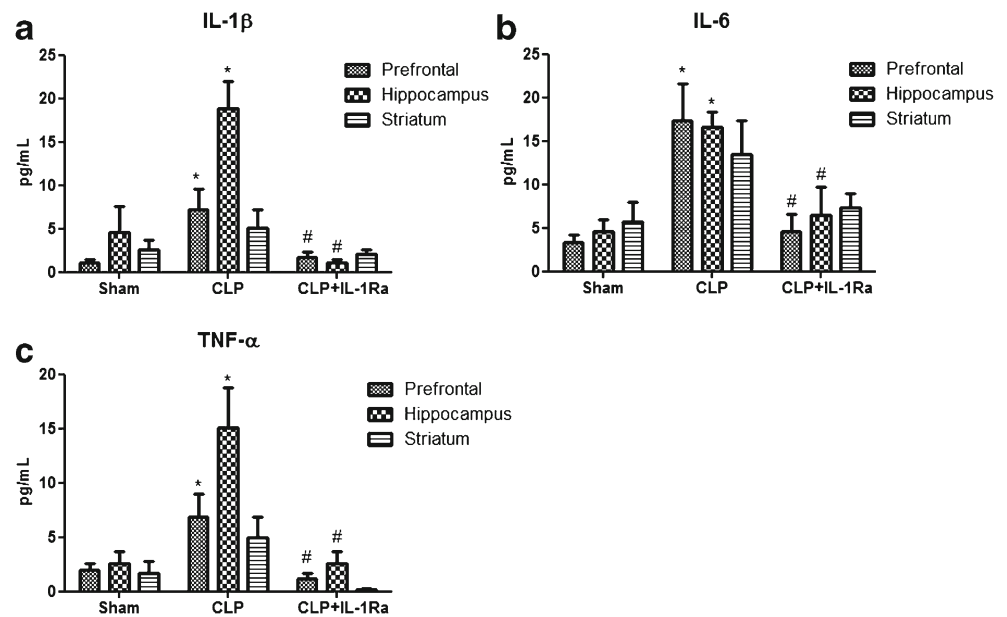 a
IL-1β
25
20
15
10
5
0
pg/mL
*
*
#
#
Sham
CLP
CLP+IL-1Ra
Prefrontal
Hippocampus
Striatum
b
IL-6
25
20
15
10
5
0
pg/mL
*
*
#
#
Sham
CLP
CLP+IL-1Ra
Prefrontal
Hippocampus
Striatum
c
TNF-α
20
15
10
5
0
pg/mL
*
*
#
#
Sham
CLP
CLP+IL-1Ra
Prefrontal
Hippocampus
Striatum